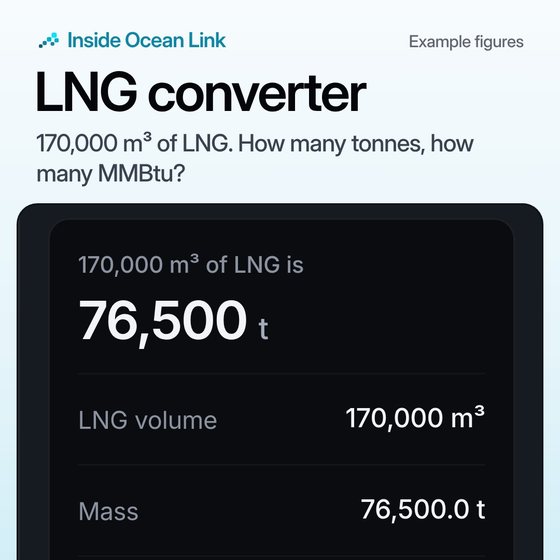 Inside Ocean Link
Example figures
LNG converter
170,000 m³ of LNG. How many tonnes, how
many MMBtu?
170,000 m³ of LNG is
76,500 t
LNG volume 170,000 m³
Mass 76,500.0 t